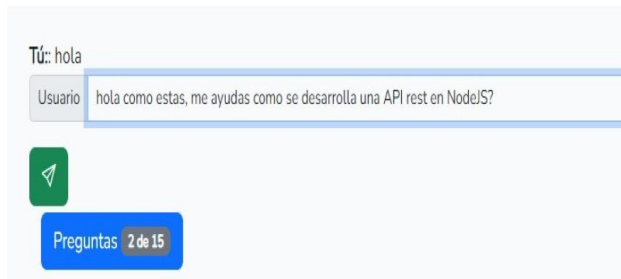 Tú:: hola
Usuario hola como estas, me ayudas como se desarrolla una API rest en NodeJS?
Preguntas 2 de 15